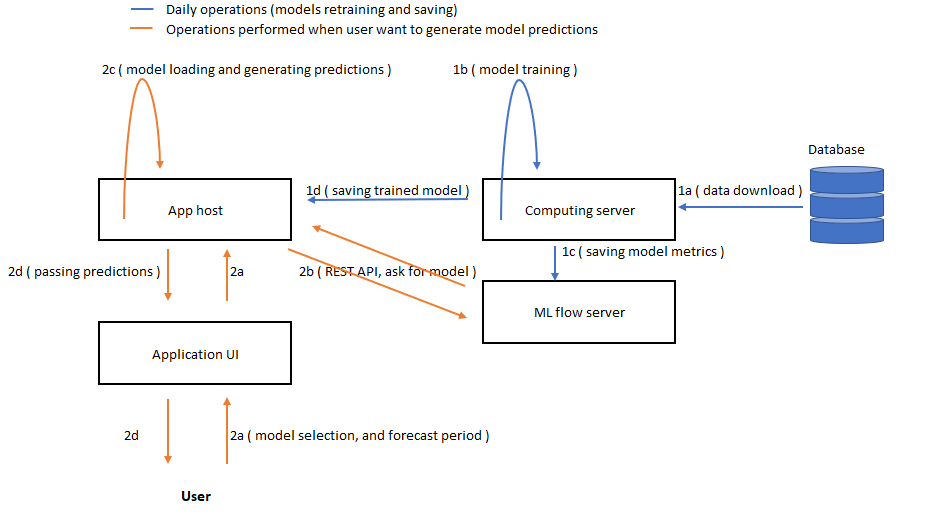 Daily operations (models retraining and saving)
Operations performed when user want to generate model predictions
2c ( model loading and generating predictions )
1b ( model training )
Database
App host
1d ( saving trained model )
Computing server
1a ( data download )
1c ( saving model metrics )
2d ( passing predictions )
2a
2b ( REST API, ask for model )
ML flow server
Application UI
2d
2a ( model selection, and forecast period )
User